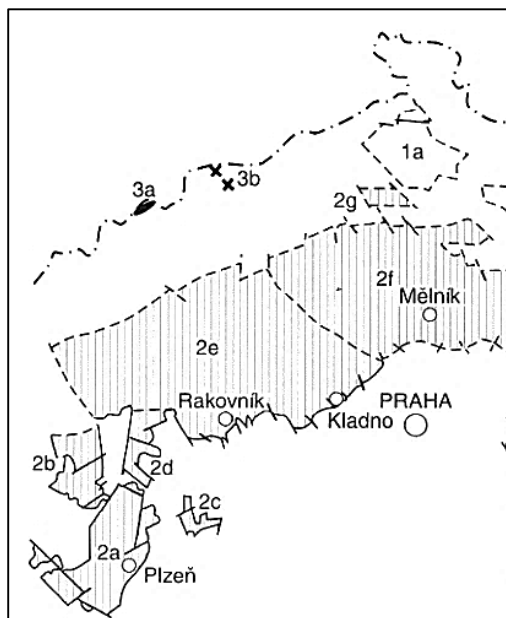 1a
3b
3a
2g
2f
Mělník
2e
Rakovník
PRAHA
Kladno
2b
2d
2c
2a
Plzeň